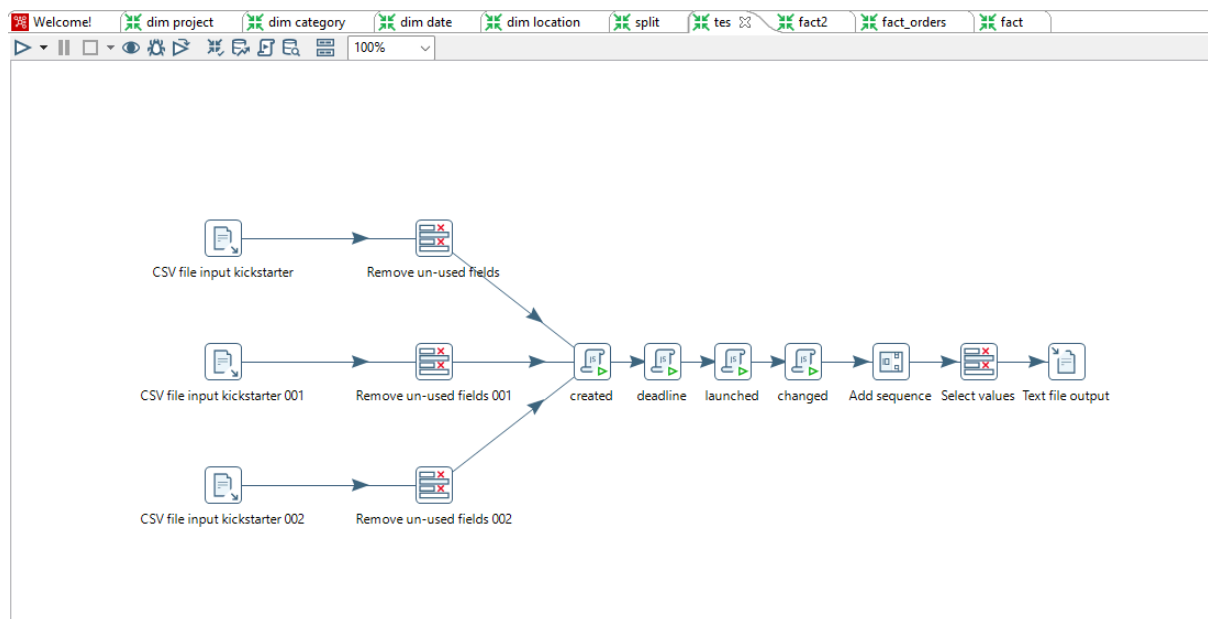 Welcome! dim project dim category dim date dim location split tes fact2 fact_orders fact
100%
CSV file input kickstarter Remove un-used fields
CSV file input kickstarter 001 Remove un-used fields 001 created deadline launched changed Add sequence Select values Text file output
CSV file input kickstarter 002 Remove un-used fields 002